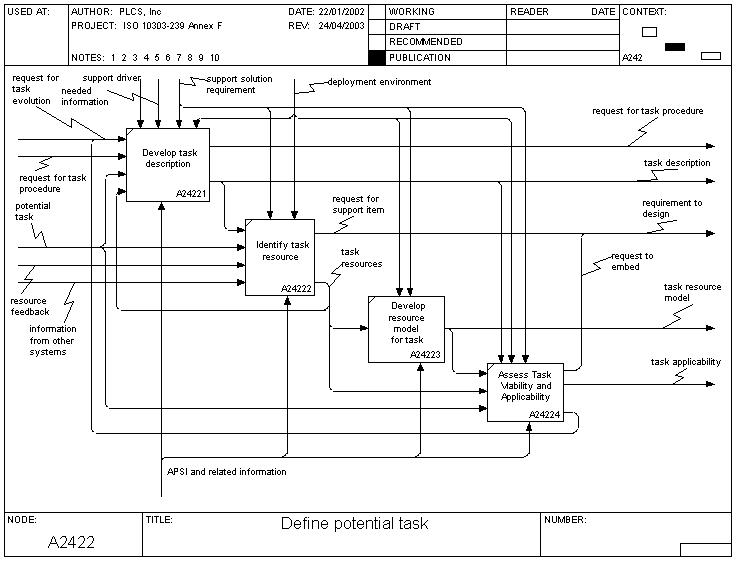 USED AT:
AUTHOR: PLCS, Inc
DATE: 22/01/2002
PROJECT: ISO 10303-239 Annex F
REV: 24/04/2003
NOTES: 1 2 3 4 5 6 7 8 9 10
WORKING
DRAFT
RECOMMENDED
PUBLICATION
READER
DATE
CONTEXT:
A242
request for
task
evolution
support driver
needed
information
support solution
requirement
deployment environment
request for task procedure
Develop task
description
A24221
request for task
procedure
task description
potential
task
request for
support item
requirement to
design
Identify task
resource
A24222
task
resources
request to
embed
resource
feedback
information
from other
systems
Develop
resource
model
for task
A24223
task resource
model
task applicability
Assess Task
Viability and
Applicability
A24224
APSI and related information
NODE:
A2422
TITLE:
Define potential task
NUMBER: